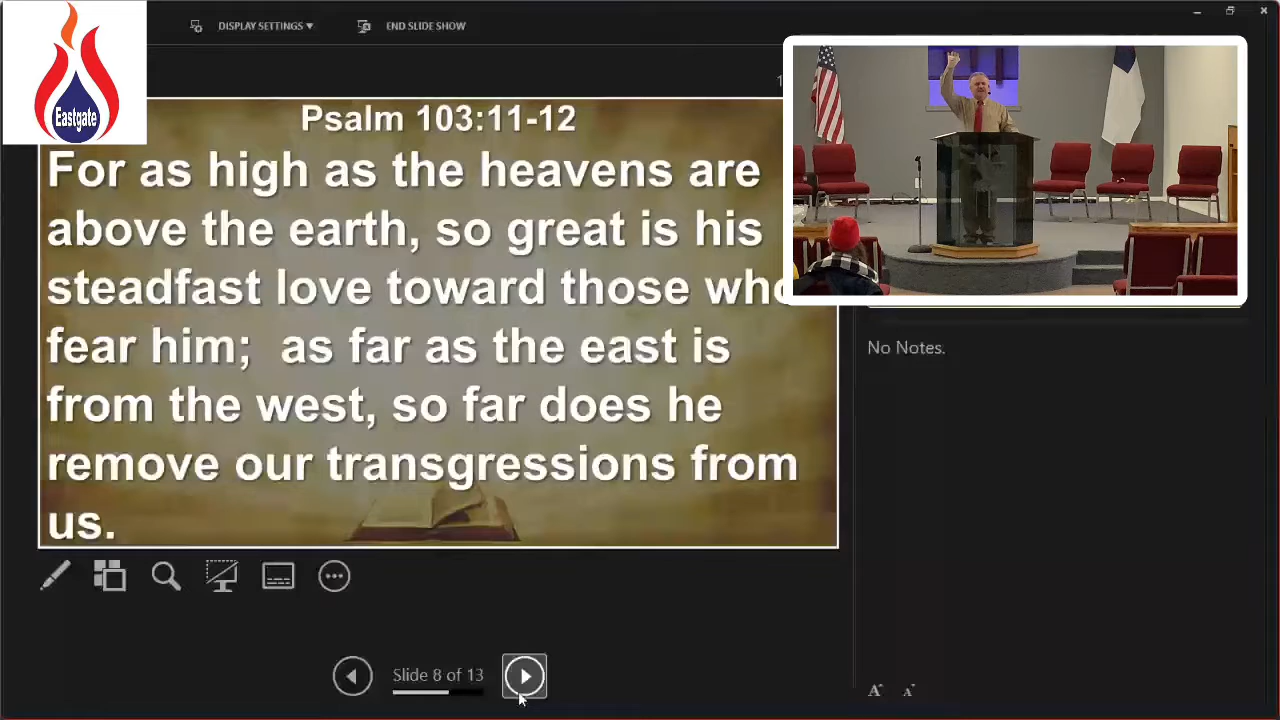 DISPLAY SETTINGS ▾ END SLIDE SHOW
Eastgate
Psalm 103:11-12
For as high as the heavens are
above the earth, so great is his
steadfast love toward those who
fear him; as far as the east is
from the west, so far does he
remove our transgressions from
us.
No Notes.
Slide 8 of 13
A A